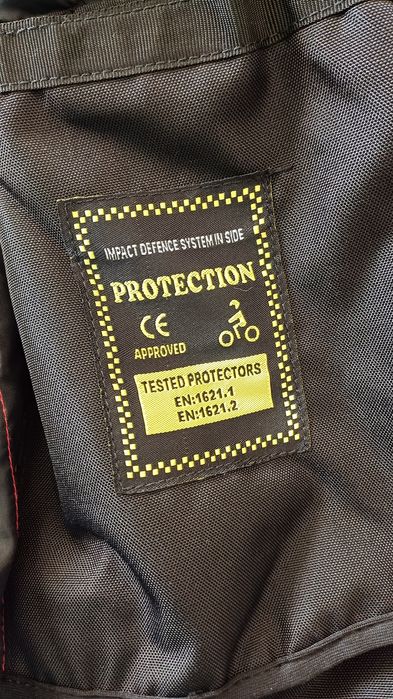 IMPACT DEFENCE SYSTEM IN SIDE
PROTECTION
CE
APPROVED
TESTED PROTECTORS
EN:1621.1
EN:1621.2